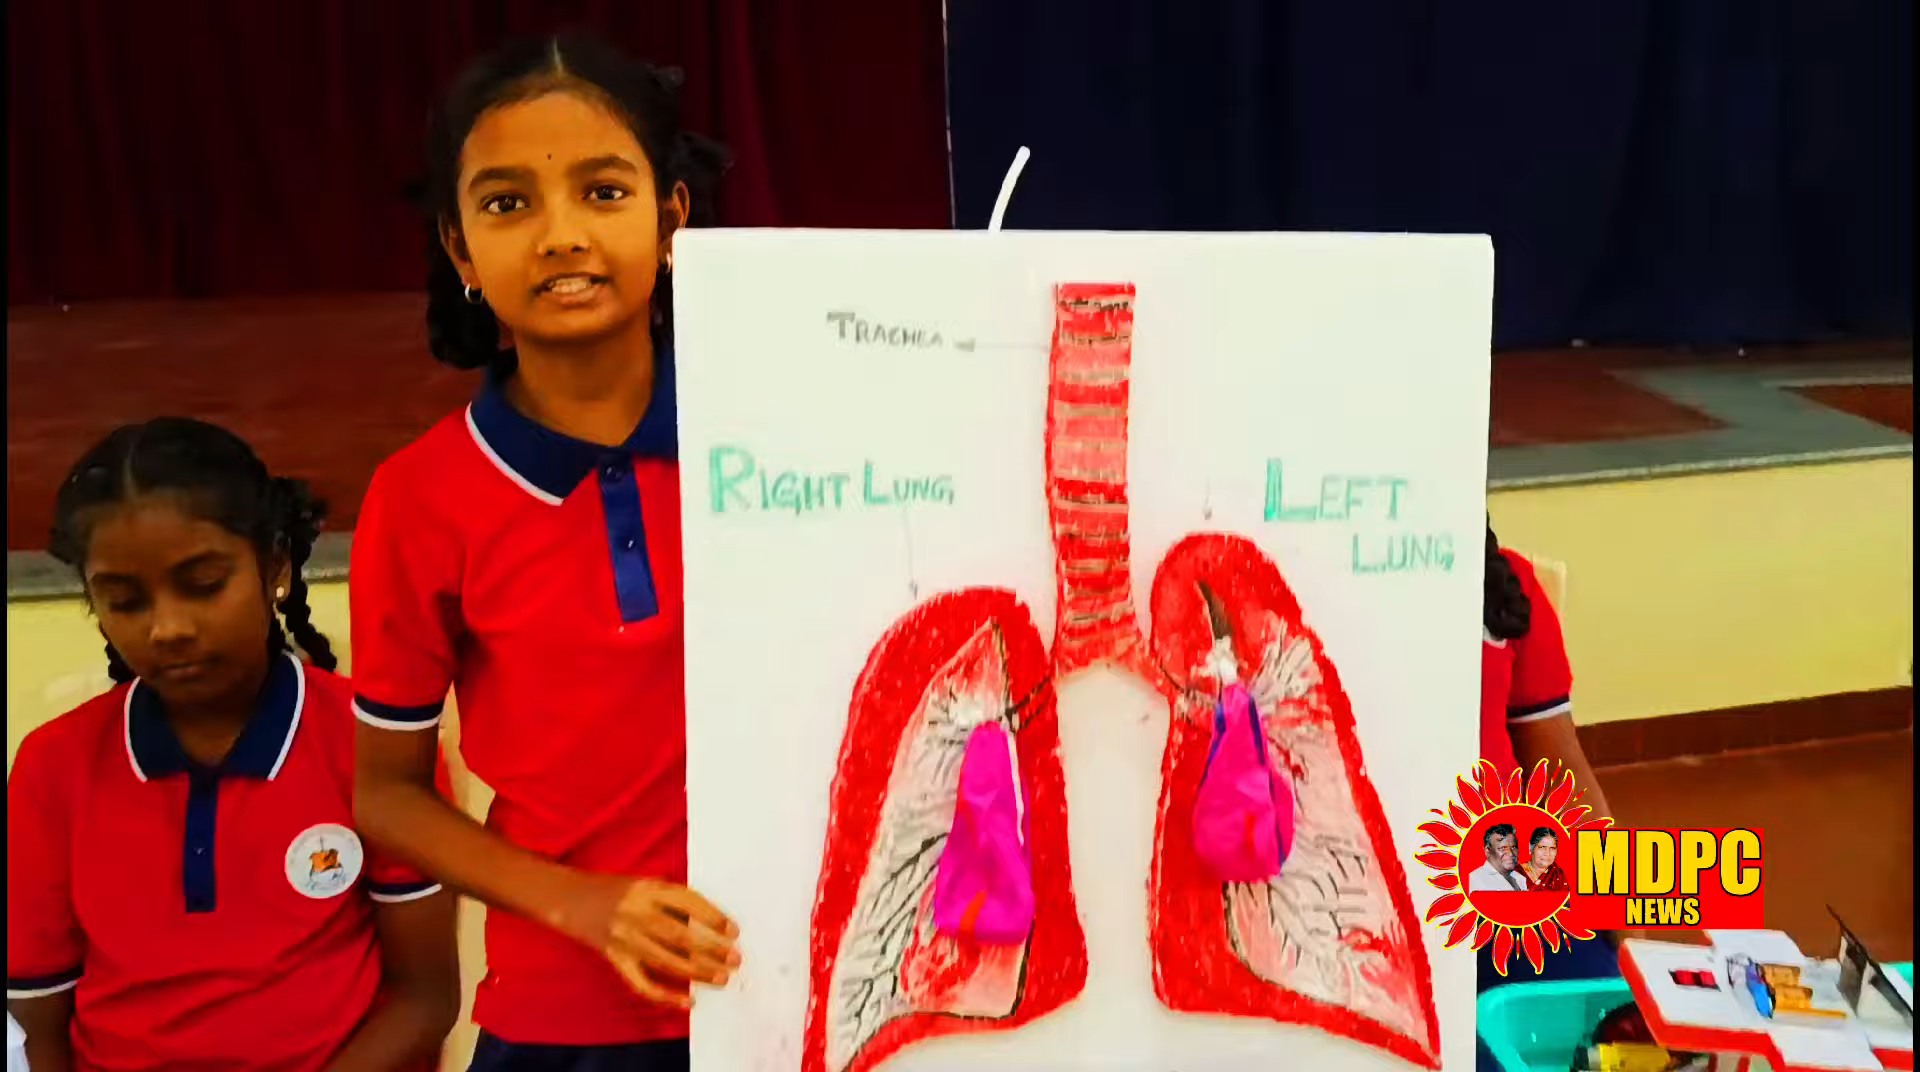 TRACHEA
RIGHT LUNG
LEFT
LUNG
MDPC
NEWS